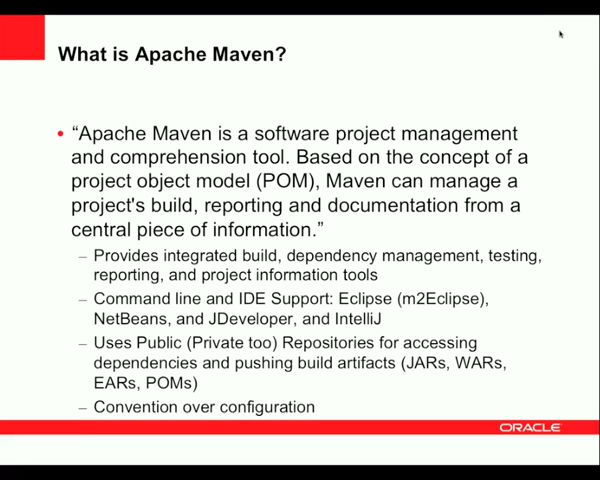 What is Apache Maven?
• “Apache Maven is a software project management
and comprehension tool. Based on the concept of a
project object model (POM), Maven can manage a
project's build, reporting and documentation from a
central piece of information.”
– Provides integrated build, dependency management, testing,
reporting, and project information tools
– Command line and IDE Support: Eclipse (m2Eclipse),
NetBeans, and JDeveloper, and IntelliJ
– Uses Public (Private too) Repositories for accessing
dependencies and pushing build artifacts (JARs, WARs,
EARs, POMs)
– Convention over configuration
ORACLE